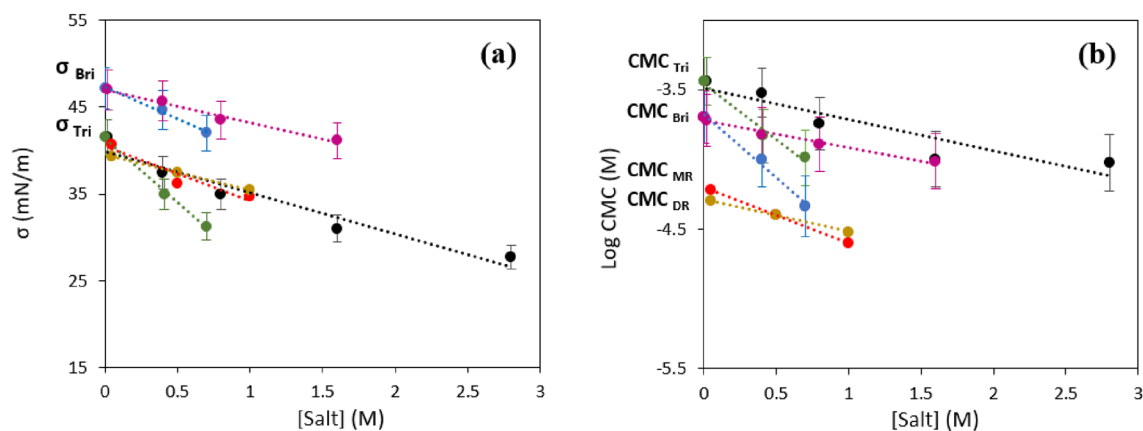 (a)
55
45
35
25
15
σ Bri
σ Tri
σ (mN/m)
0 0.5 1 1.5 2 2.5 3
[Salt] (M)
(b)
CMC Tri
-3.5
CMC Bri
CMC MR
CMC DR
-4.5
-5.5
Log CMC (M)
0 0.5 1 1.5 2 2.5 3
[Salt] (M)